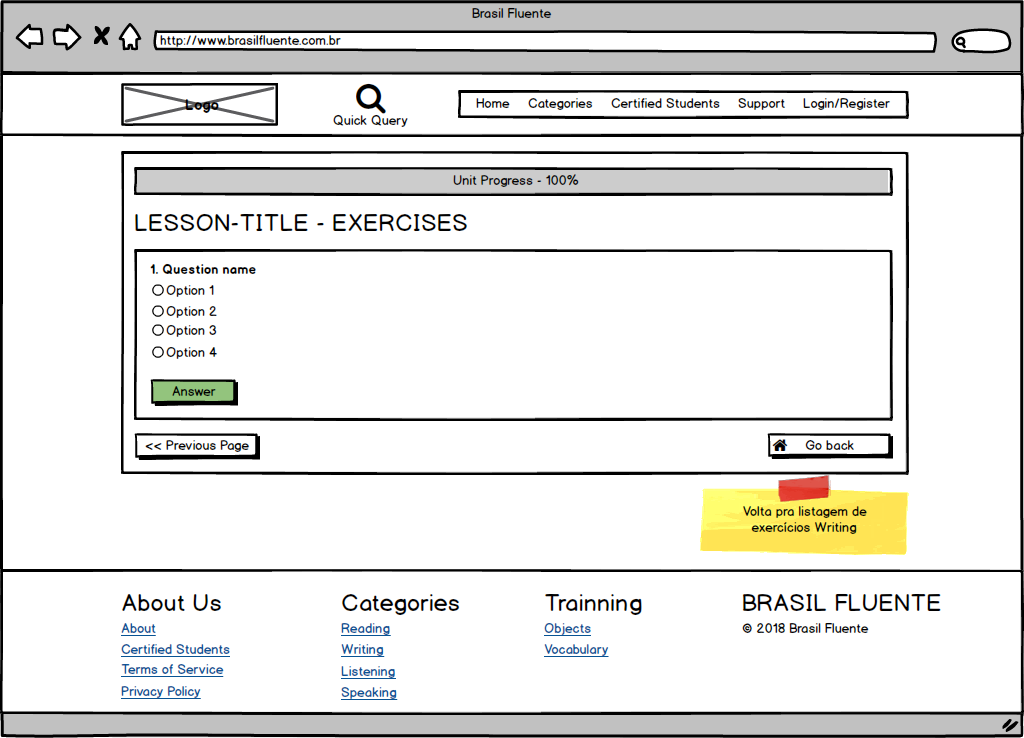 Brasil Fluente
http://www.brasilfluente.com.br
Logo
Quick Query
Home Categories Certified Students Support Login/Register
Unit Progress - 100%
LESSON-TITLE - EXERCISES
1. Question name
Option 1
Option 2
Option 3
Option 4
Answer
<< Previous Page
Go back
Volta pra listagem de
exercícios Writing
About Us
About
Certified Students
Terms of Service
Privacy Policy
Categories
Reading
Writing
Listening
Speaking
Trainning
Objects
Vocabulary
BRASIL FLUENTE
© 2018 Brasil Fluente